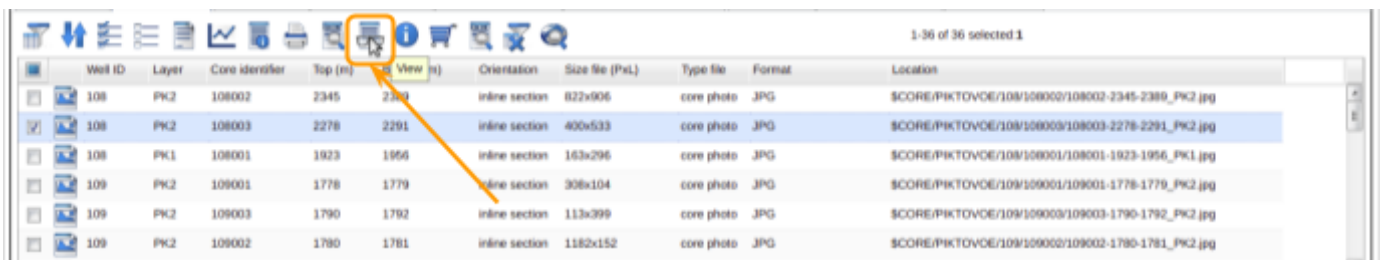 1-36 of 36 selected:1
Well ID Layer Core identifier Top (m) View m) Orientation Size file (PxL) Type file Format Location
108 PK2 108002 2345 2389 inline section 822x906 core photo JPG $CORE/PIKTOVOE/108/108002/108002-2345-2389_PK2.jpg
108 PK2 108003 2278 2291 inline section 400x533 core photo JPG $CORE/PIKTOVOE/108/108003/108003-2278-2291_PK2.jpg
108 PK1 108001 1923 1956 inline section 163x296 core photo JPG $CORE/PIKTOVOE/108/108001/108001-1923-1956_PK1.jpg
109 PK2 109001 1778 1779 inline section 308x104 core photo JPG $CORE/PIKTOVOE/109/109001/109001-1778-1779_PK2.jpg
109 PK2 109003 1790 1792 inline section 113x399 core photo JPG $CORE/PIKTOVOE/109/109003/109003-1790-1792_PK2.jpg
109 PK2 109002 1780 1781 inline section 1182x152 core photo JPG $CORE/PIKTOVOE/109/109002/109002-1780-1781_PK2.jpg